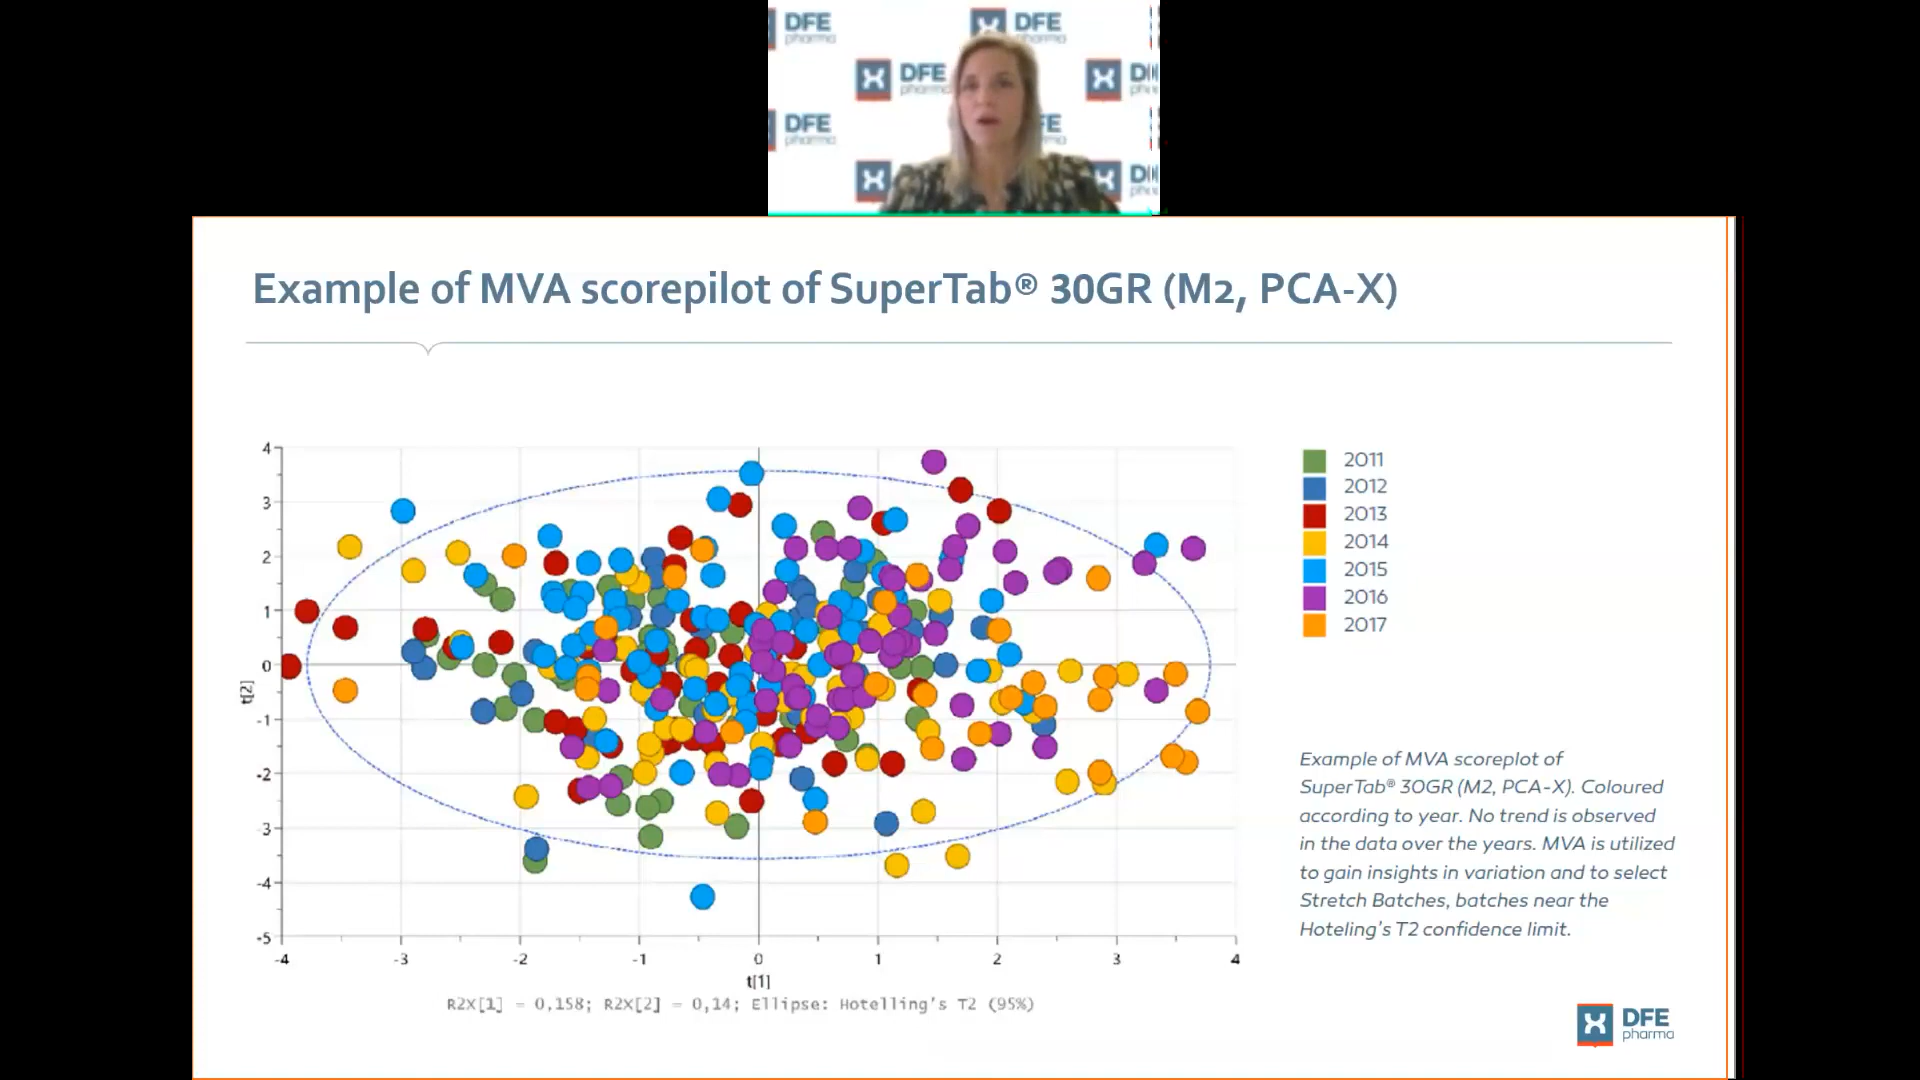 DFE
pharma
DFE
pharma
DFE
pharma
DFE
pharma
Example of MVA scorepilot of SuperTab® 30GR (M2, PCA-X)
4
3
2
1
0
-1
-2
-3
-4
-5
t[2]
-4 -3 -2 -1 0 1 2 3 4
t[1]
R2X[1] = 0,158; R2X[2] = 0,14; Ellipse: Hotelling's T2 (95%)
2011
2012
2013
2014
2015
2016
2017
Example of MVA scoreplot of
SuperTab® 30GR (M2, PCA-X). Coloured
according to year. No trend is observed
in the data over the years. MVA is utilized
to gain insights in variation and to select
Stretch Batches, batches near the
Hoteling's T2 confidence limit.
DFE
pharma